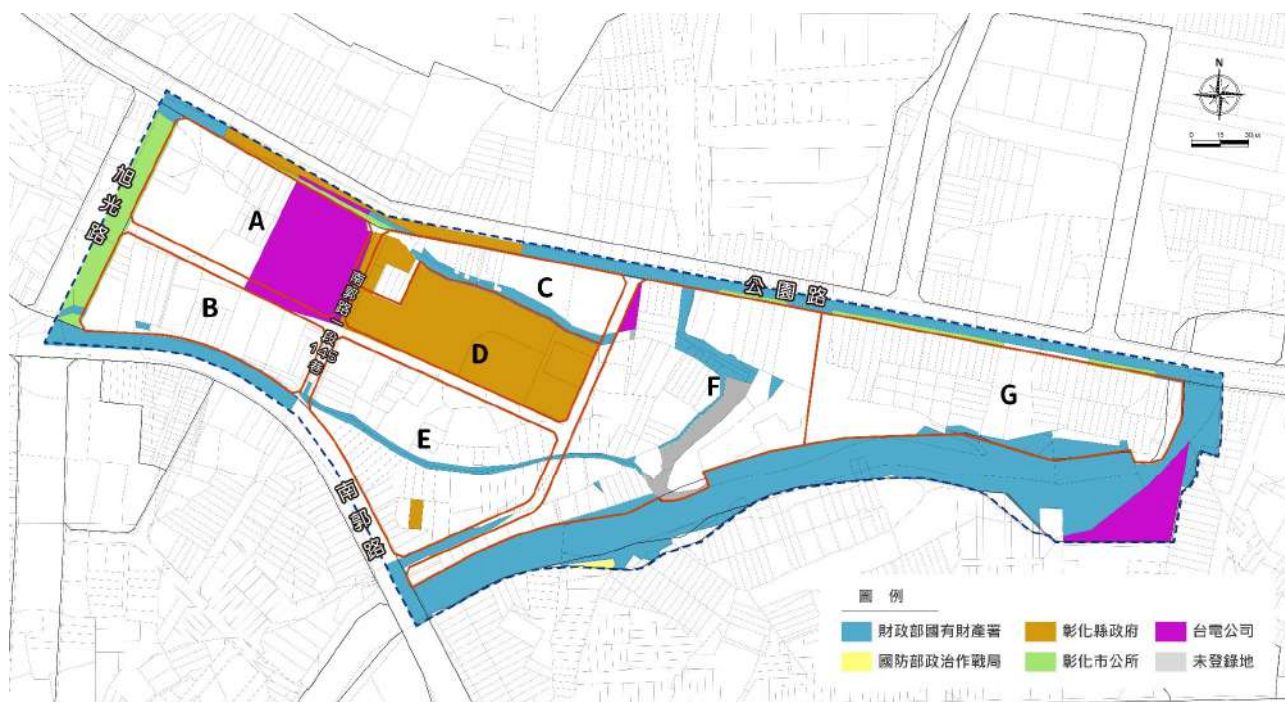 N
0 15 30 M
旭光路
A
B
南郭路一段145巷
C
公園路
D
F
G
E
南郭路
圖 例
財政部國有財產署
彰化縣政府
台電公司
國防部政治作戰局
彰化市公所
未登錄地